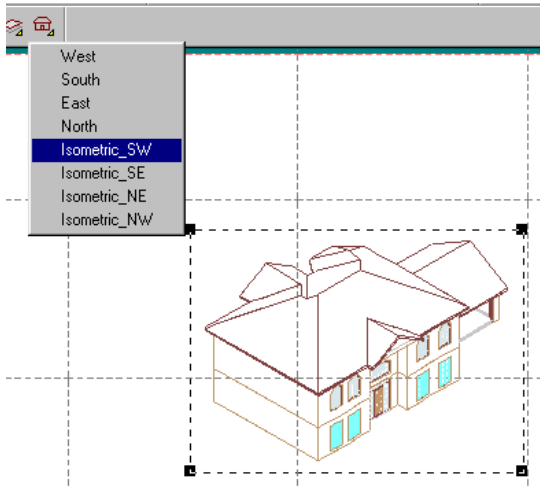 West
South
East
North
Isometric_SW
Isometric_SE
Isometric_NE
Isometric_NW